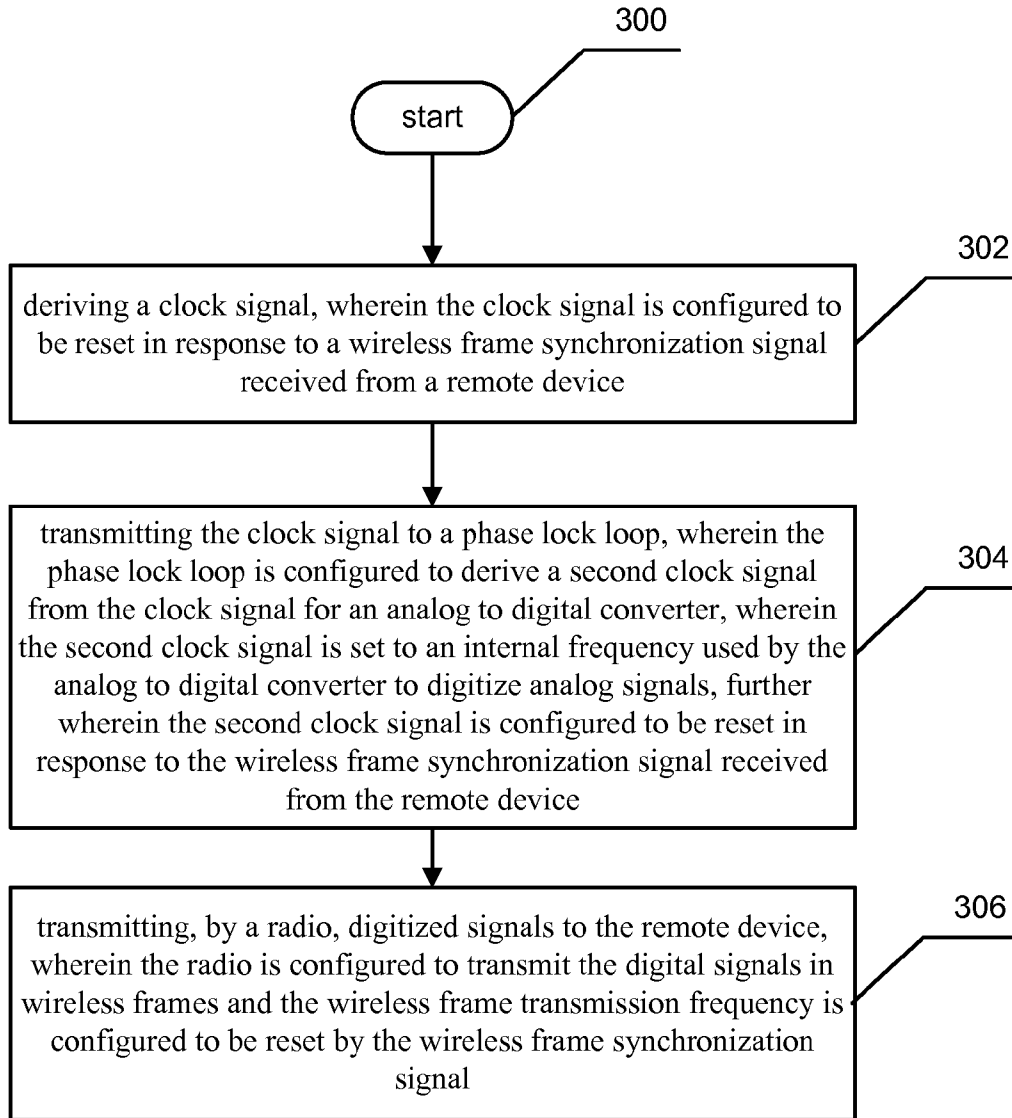 300
start
302
deriving a clock signal, wherein the clock signal is configured to
be reset in response to a wireless frame synchronization signal
received from a remote device
transmitting the clock signal to a phase lock loop, wherein the
phase lock loop is configured to derive a second clock signal
from the clock signal for an analog to digital converter, wherein
the second clock signal is set to an internal frequency used by the
analog to digital converter to digitize analog signals, further
wherein the second clock signal is configured to be reset in
response to the wireless frame synchronization signal received
from the remote device
304
transmitting, by a radio, digitized signals to the remote device,
wherein the radio is configured to transmit the digital signals in
wireless frames and the wireless frame transmission frequency is
configured to be reset by the wireless frame synchronization
signal
306